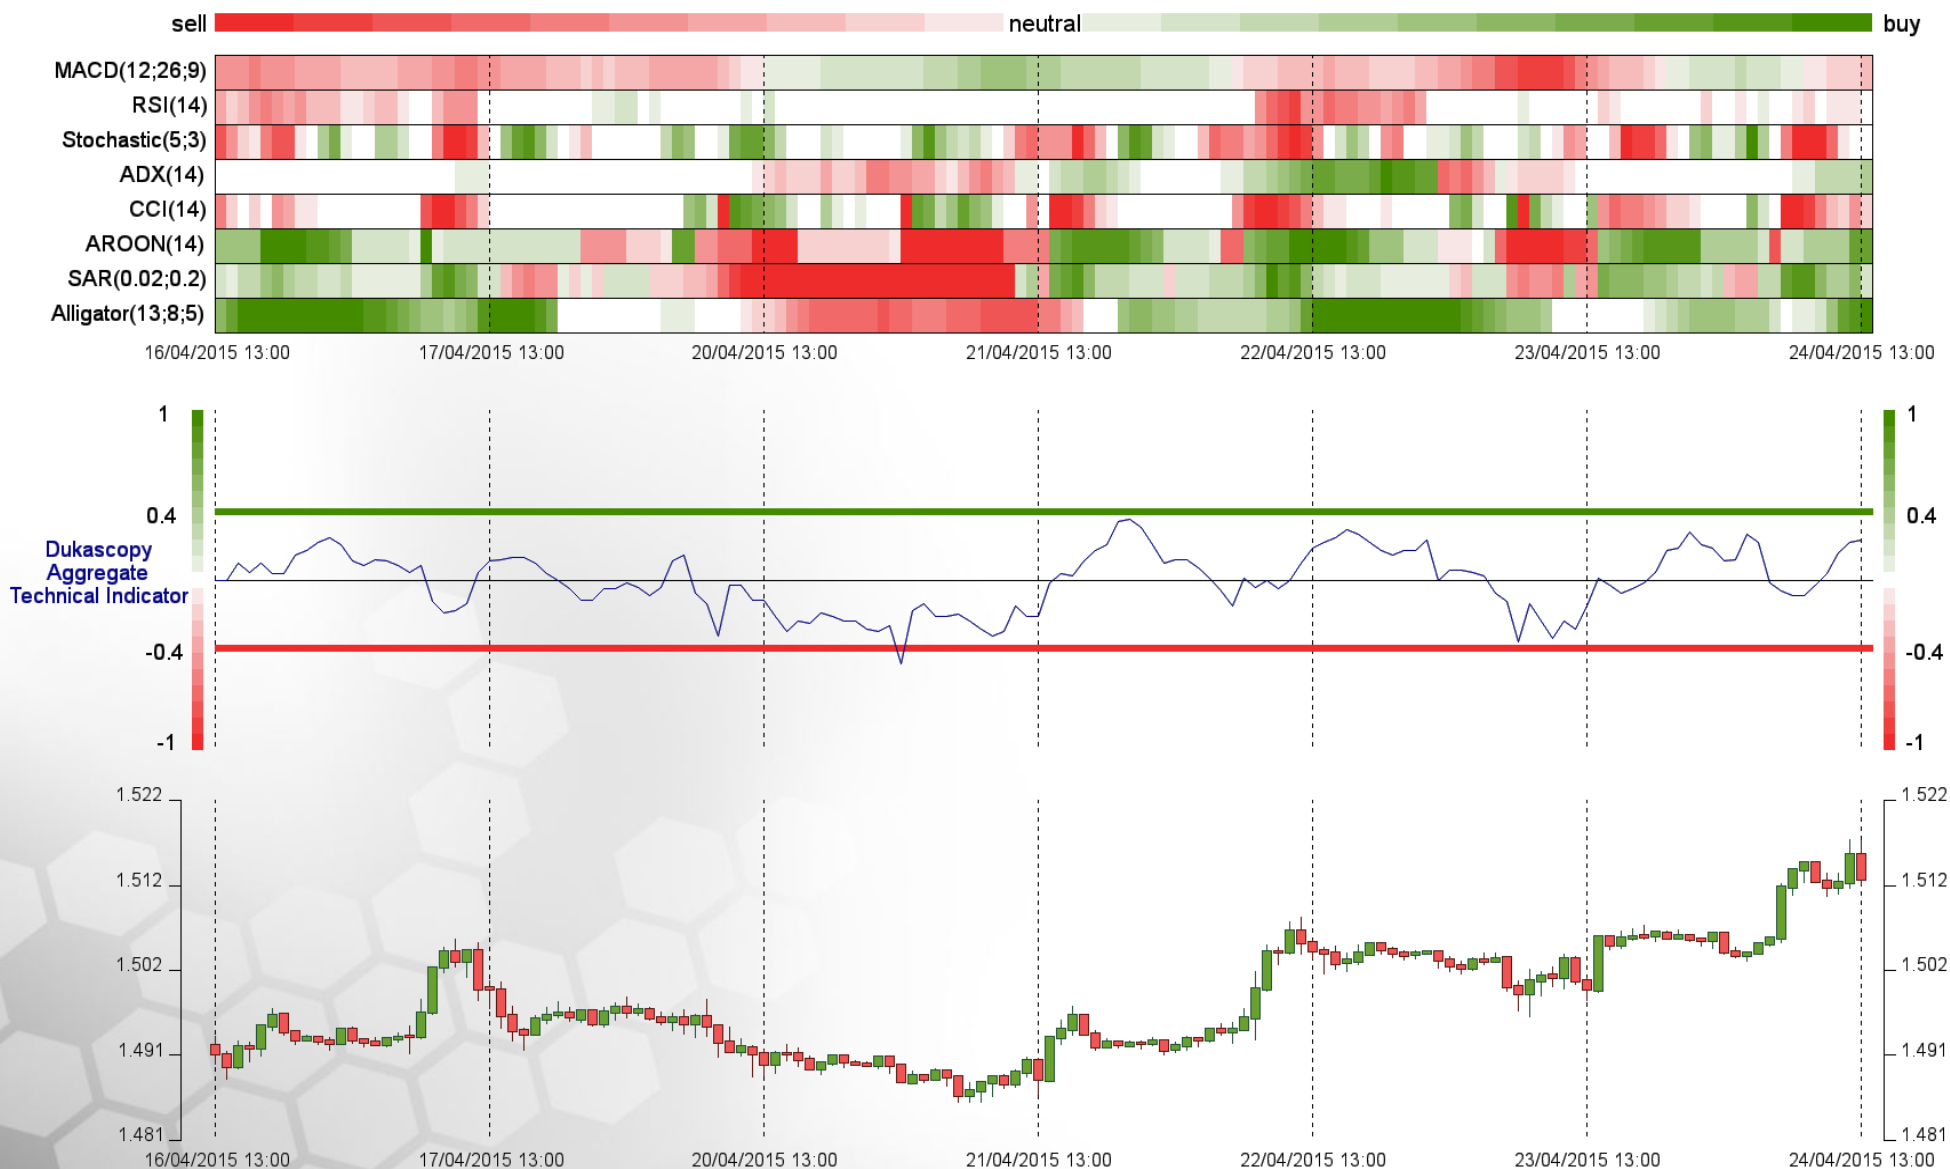 sell neutral buy
MACD(12;26;9)
RSI(14)
Stochastic(5;3)
ADX(14)
CCI(14)
AROON(14)
SAR(0.02;0.2)
Alligator(13;8;5)
16/04/2015 13:00 17/04/2015 13:00 20/04/2015 13:00 21/04/2015 13:00 22/04/2015 13:00 23/04/2015 13:00 24/04/2015 13:00
1 1
0.4 0.4
Dukascopy
Aggregate
Technical Indicator
-0.4 -0.4
-1 -1
1.522 1.522
1.512 1.512
1.502 1.502
1.491 1.491
1.481 1.481
16/04/2015 13:00 17/04/2015 13:00 20/04/2015 13:00 21/04/2015 13:00 22/04/2015 13:00 23/04/2015 13:00 24/04/2015 13:00